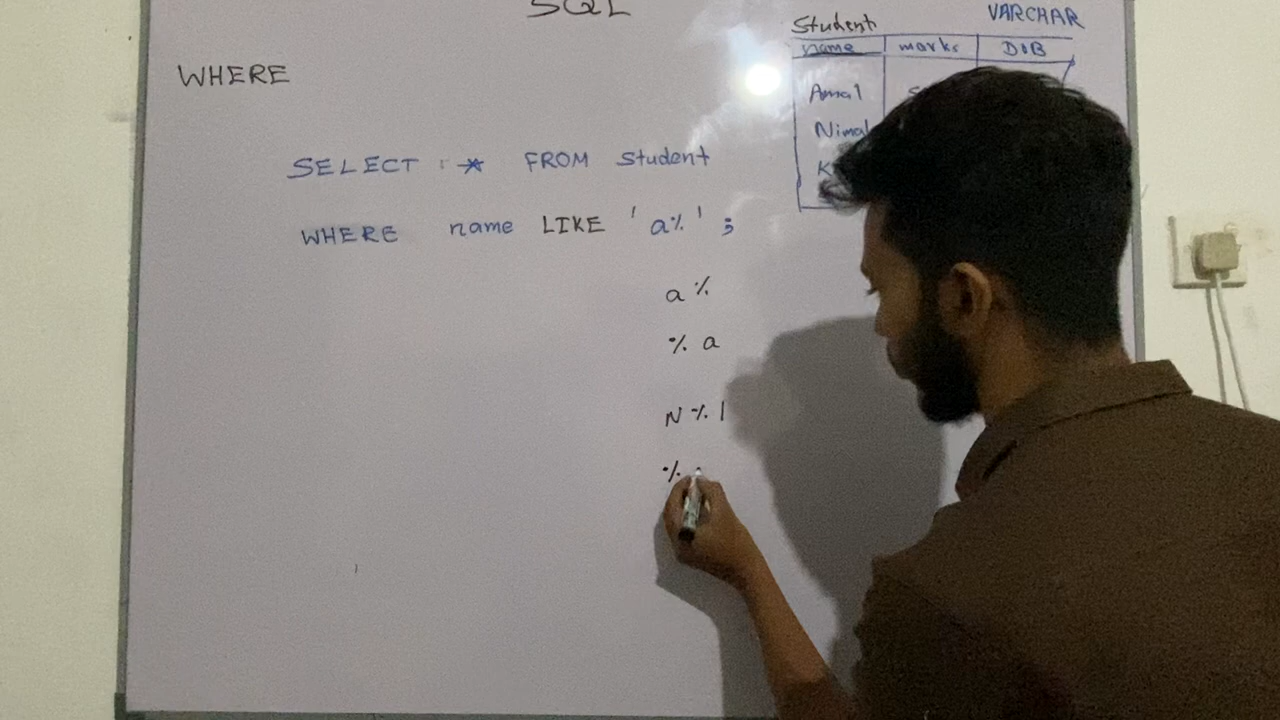 SQL
Student VARCHAR
name marks DOB
WHERE
Amal
Nimal
SELECT * FROM Student
K
WHERE name LIKE 'a%' ;
a%
% a
N % l
%